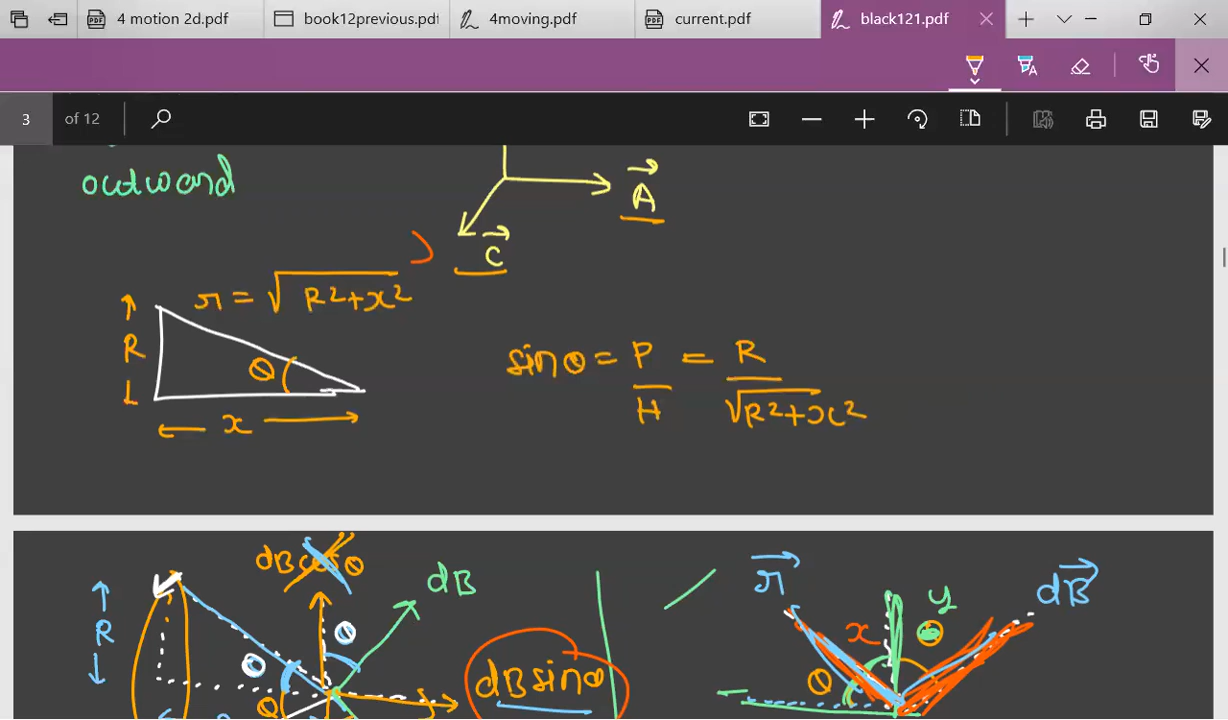 4 motion 2d.pdf
book12previous.pdf
4moving.pdf
current.pdf
black121.pdf
3 of 12
outward
A
C
r = √R²+x²
R
θ
x
sinθ = P/H = R/√R²+x²
dBcosθ
dB
R
θ
θ
θ
dBsinθ
r
x
y
θ
dB